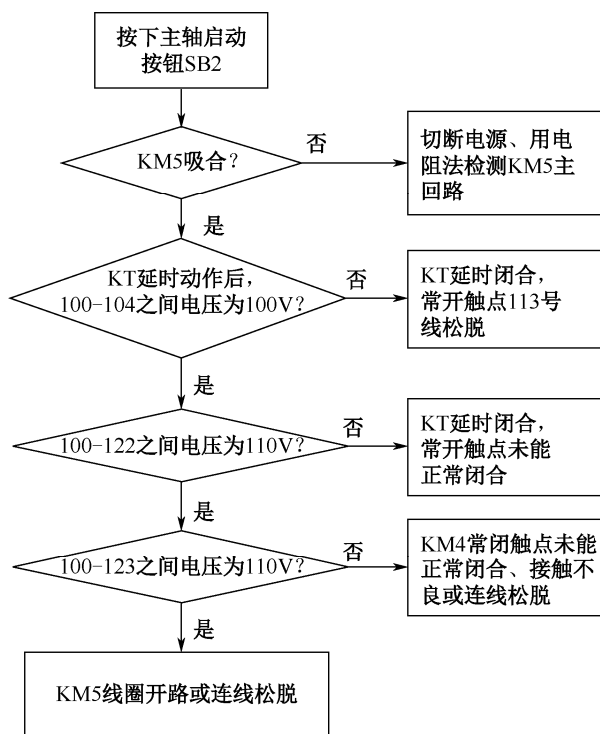 按下主轴启动
按钮SB2
KM5吸合？
否
切断电源、用电
阻法检测KM5主
回路
是
KT延时动作后，
100-104之间电压为100V？
否
KT延时闭合，
常开触点113号
线松脱
是
100-122之间电压为110V？
否
KT延时闭合，
常开触点未能
正常闭合
是
100-123之间电压为110V？
否
KM4常闭触点未能
正常闭合、接触不
良或连线松脱
是
KM5线圈开路或连线松脱